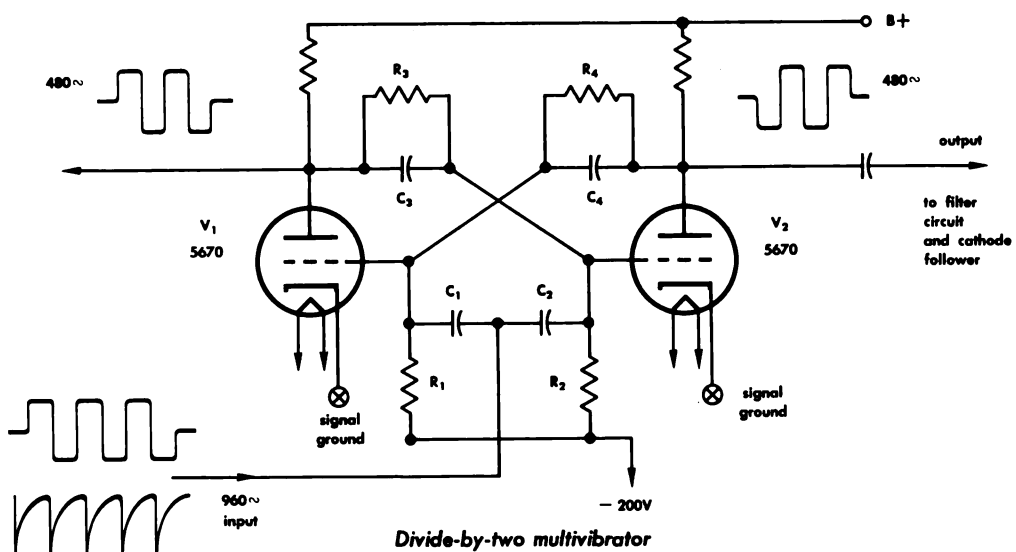 B+
480~
R₃
R₄
480~
output
C₃
C₄
V₁
5670
V₂
5670
to filter
circuit
and cathode
follower
C₁
C₂
R₁
R₂
signal
ground
signal
ground
960~
input
— 200V
Divide-by-two multivibrator